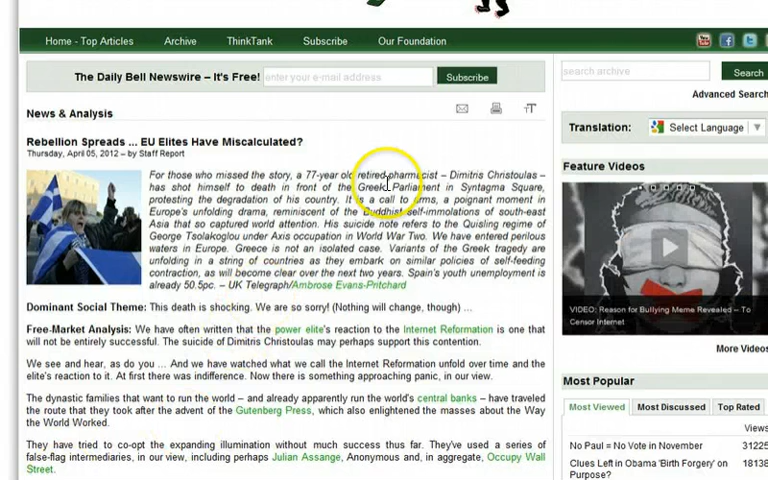 Home - Top Articles Archive ThinkTank Subscribe Our Foundation
The Daily Bell Newswire – It's Free! enter your e-mail address Subscribe
search archive Search
Advanced Search
News & Analysis
Translation: Select Language
Rebellion Spreads ... EU Elites Have Miscalculated?
Thursday, April 05, 2012 – by Staff Report
For those who missed the story, a 77-year old retired pharmacist – Dimitris Christoulas –
has shot himself to death in front of the Greek Parliament in Syntagma Square,
protesting the degradation of his country. It is a call to arms, a poignant moment in
Europe's unfolding drama, reminiscent of the Buddhist self-immolations of south-east
Asia that so captured world attention. His suicide note refers to the Quisling regime of
George Tsolakoglou under Axis occupation in World War Two. We have entered perilous
waters in Europe. Greece is not an isolated case. Variants of the Greek tragedy are
unfolding in a string of countries as they embark on similar policies of self-feeding
contraction, as will become clear over the next two years. Spain's youth unemployment is
already 50.5pc. – UK Telegraph/Ambrose Evans-Pritchard
Dominant Social Theme: This death is shocking. We are so sorry! (Nothing will change, though) ...
Free-Market Analysis: We have often written that the power elite's reaction to the Internet Reformation is one that
will not be entirely successful. The suicide of Dimitris Christoulas may perhaps support this contention.
We see and hear, as do you ... And we have watched what we call the Internet Reformation unfold over time and the
elite's reaction to it. At first there was indifference. Now there is something approaching panic, in our view.
The dynastic families that want to run the world – and already apparently run the world's central banks – have traveled
the route that they took after the advent of the Gutenberg Press, which also enlightened the masses about the Way
the World Worked.
They have tried to co-opt the expanding illumination without much success thus far. They've used a series of
false-flag intermediaries, in our view, including perhaps Julian Assange, Anonymous and, in aggregate, Occupy Wall
Street.
Feature Videos
VIDEO: Reason for Bullying Meme Revealed – To
Censor Internet
More Videos
Most Popular
Most Viewed Most Discussed Top Rated
Views
No Paul = No Vote in November 31225
Clues Left in Obama 'Birth Forgery' on 18138
Purpose?